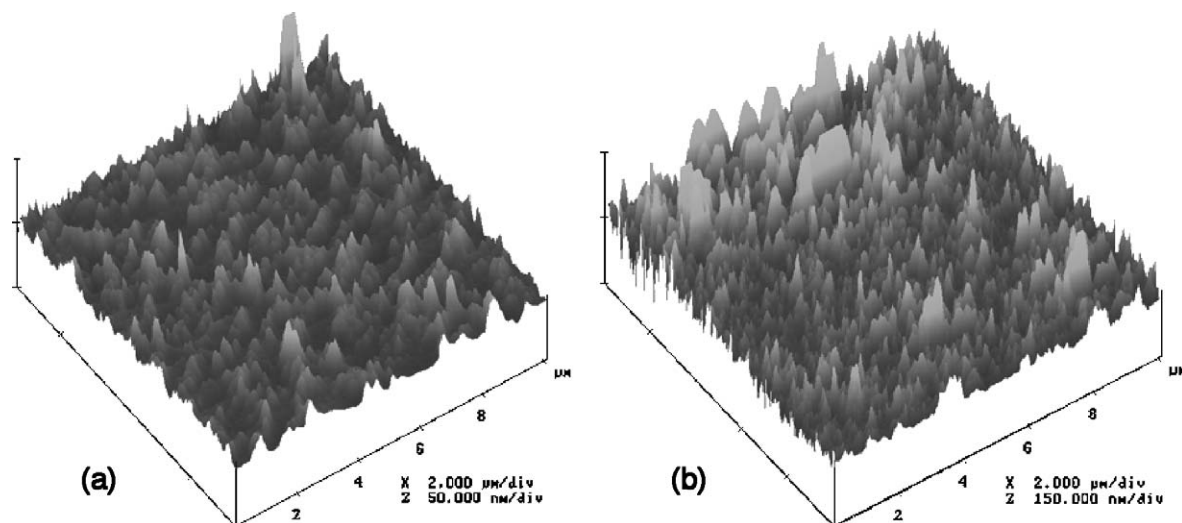 8
μm
6
4
2
(a)
X 2.000 μm/div
Z 50.000 nm/div
8
μm
6
4
2
(b)
X 2.000 μm/div
Z 150.000 nm/div